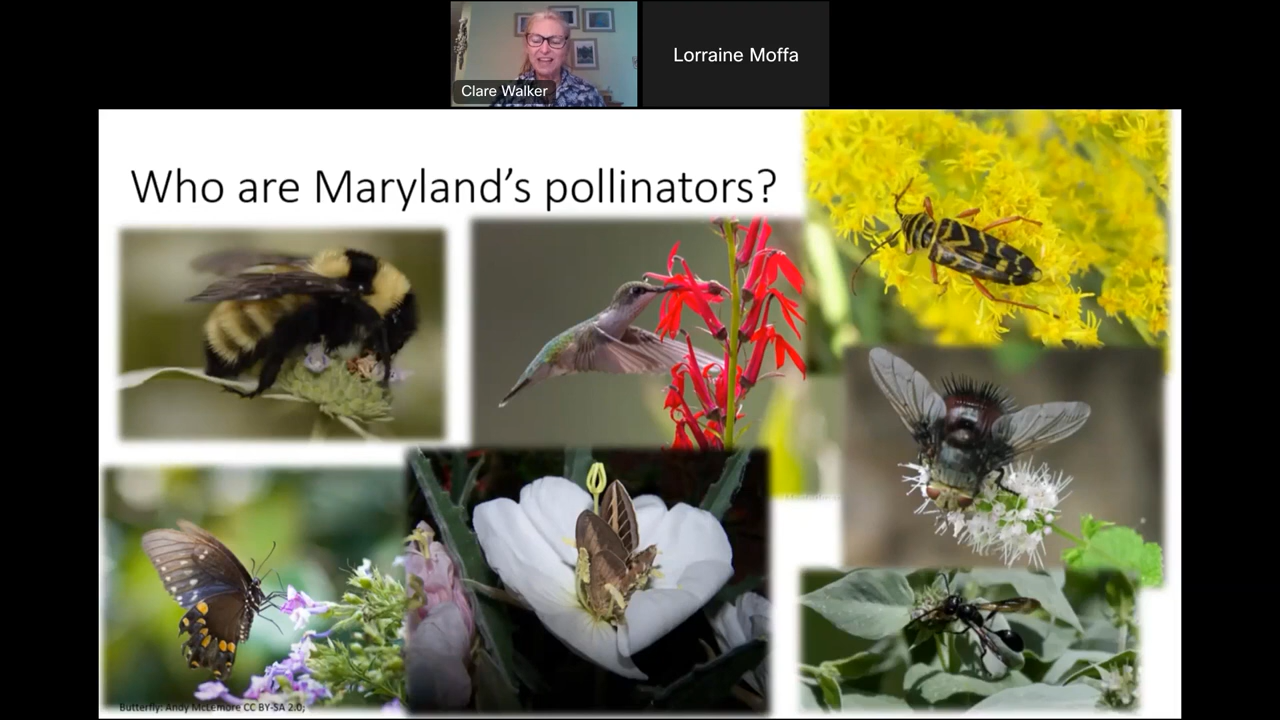 Clare Walker
Lorraine Moffa
Who are Maryland’s pollinators?
Butterfly: Andy McLemore CC BY-SA 2.0;